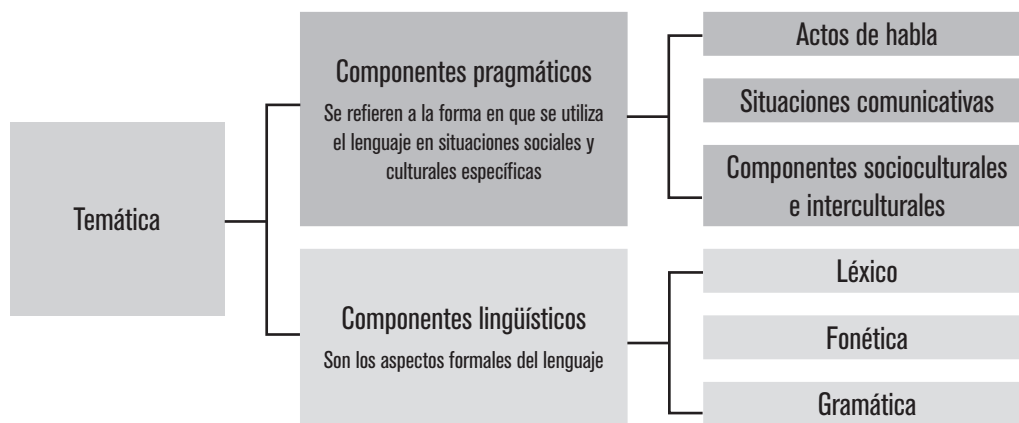 Temática
Componentes pragmáticos
Se refieren a la forma en que se utiliza
el lenguaje en situaciones sociales y
culturales específicas
Actos de habla
Situaciones comunicativas
Componentes socioculturales
e interculturales
Componentes lingüísticos
Son los aspectos formales del lenguaje
Léxico
Fonética
Gramática